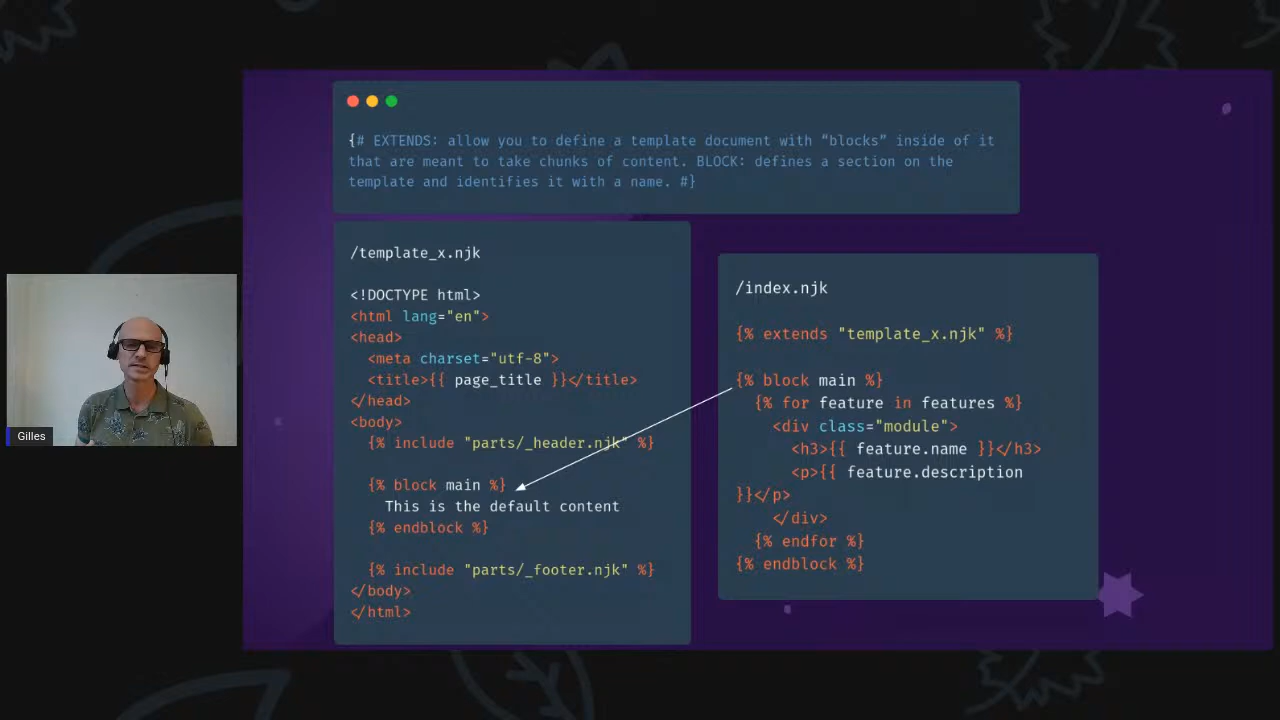 {# EXTENDS: allow you to define a template document with “blocks” inside of it
that are meant to take chunks of content. BLOCK: defines a section on the
template and identifies it with a name. #}
/template_x.njk
<!DOCTYPE html>
<html lang="en">
<head>
<meta charset="utf-8">
<title>{{ page_title }}</title>
</head>
<body>
{% include "parts/_header.njk" %}
{% block main %}
This is the default content
{% endblock %}
{% include "parts/_footer.njk" %}
</body>
</html>
/index.njk
{% extends "template_x.njk" %}
{% block main %}
{% for feature in features %}
<div class="module">
<h3>{{ feature.name }}</h3>
<p>{{ feature.description
}}</p>
</div>
{% endfor %}
{% endblock %}
Gilles